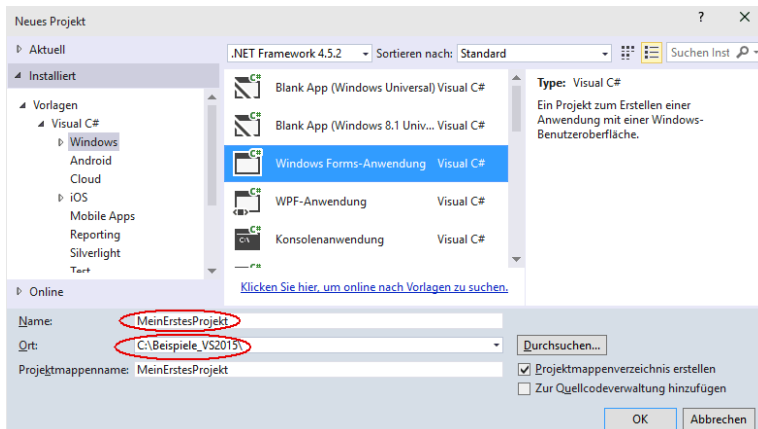 Neues Projekt
? ×
Aktuell
.NET Framework 4.5.2 Sortieren nach: Standard
Suchen Inst
Installiert
Vorlagen
Visual C#
Windows
Android
Cloud
iOS
Mobile Apps
Reporting
Silverlight
Test
Online
C# Blank App (Windows Universal) Visual C#
C# Blank App (Windows 8.1 Univ... Visual C#
C# Windows Forms-Anwendung Visual C#
C# WPF-Anwendung Visual C#
C# Konsolenanwendung Visual C#
C#
Klicken Sie hier, um online nach Vorlagen zu suchen.
Type: Visual C#
Ein Projekt zum Erstellen einer
Anwendung mit einer Windows-
Benutzeroberfläche.
Name: MeinErstesProjekt
Ort: C:\Beispiele_VS2015\
Durchsuchen...
Projektmappenname: MeinErstesProjekt
Projektmappenverzeichnis erstellen
Zur Quellcodeverwaltung hinzufügen
OK Abbrechen